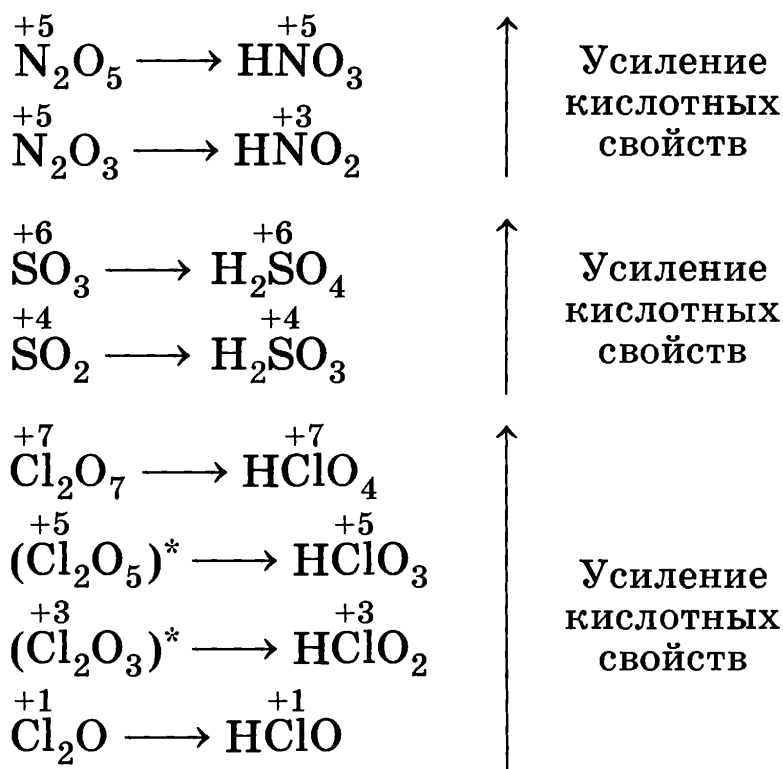 +5 +5
N₂O₅ ⟶ HNO₃
+5 +3
N₂O₃ ⟶ HNO₂
Усиление
кислотных
свойств
+6 +6
SO₃ ⟶ H₂SO₄
+4 +4
SO₂ ⟶ H₂SO₃
Усиление
кислотных
свойств
+7 +7
Cl₂O₇ ⟶ HClO₄
+5 +5
(Cl₂O₅)* ⟶ HClO₃
+3 +3
(Cl₂O₃)* ⟶ HClO₂
+1 +1
Cl₂O ⟶ HClO
Усиление
кислотных
свойств